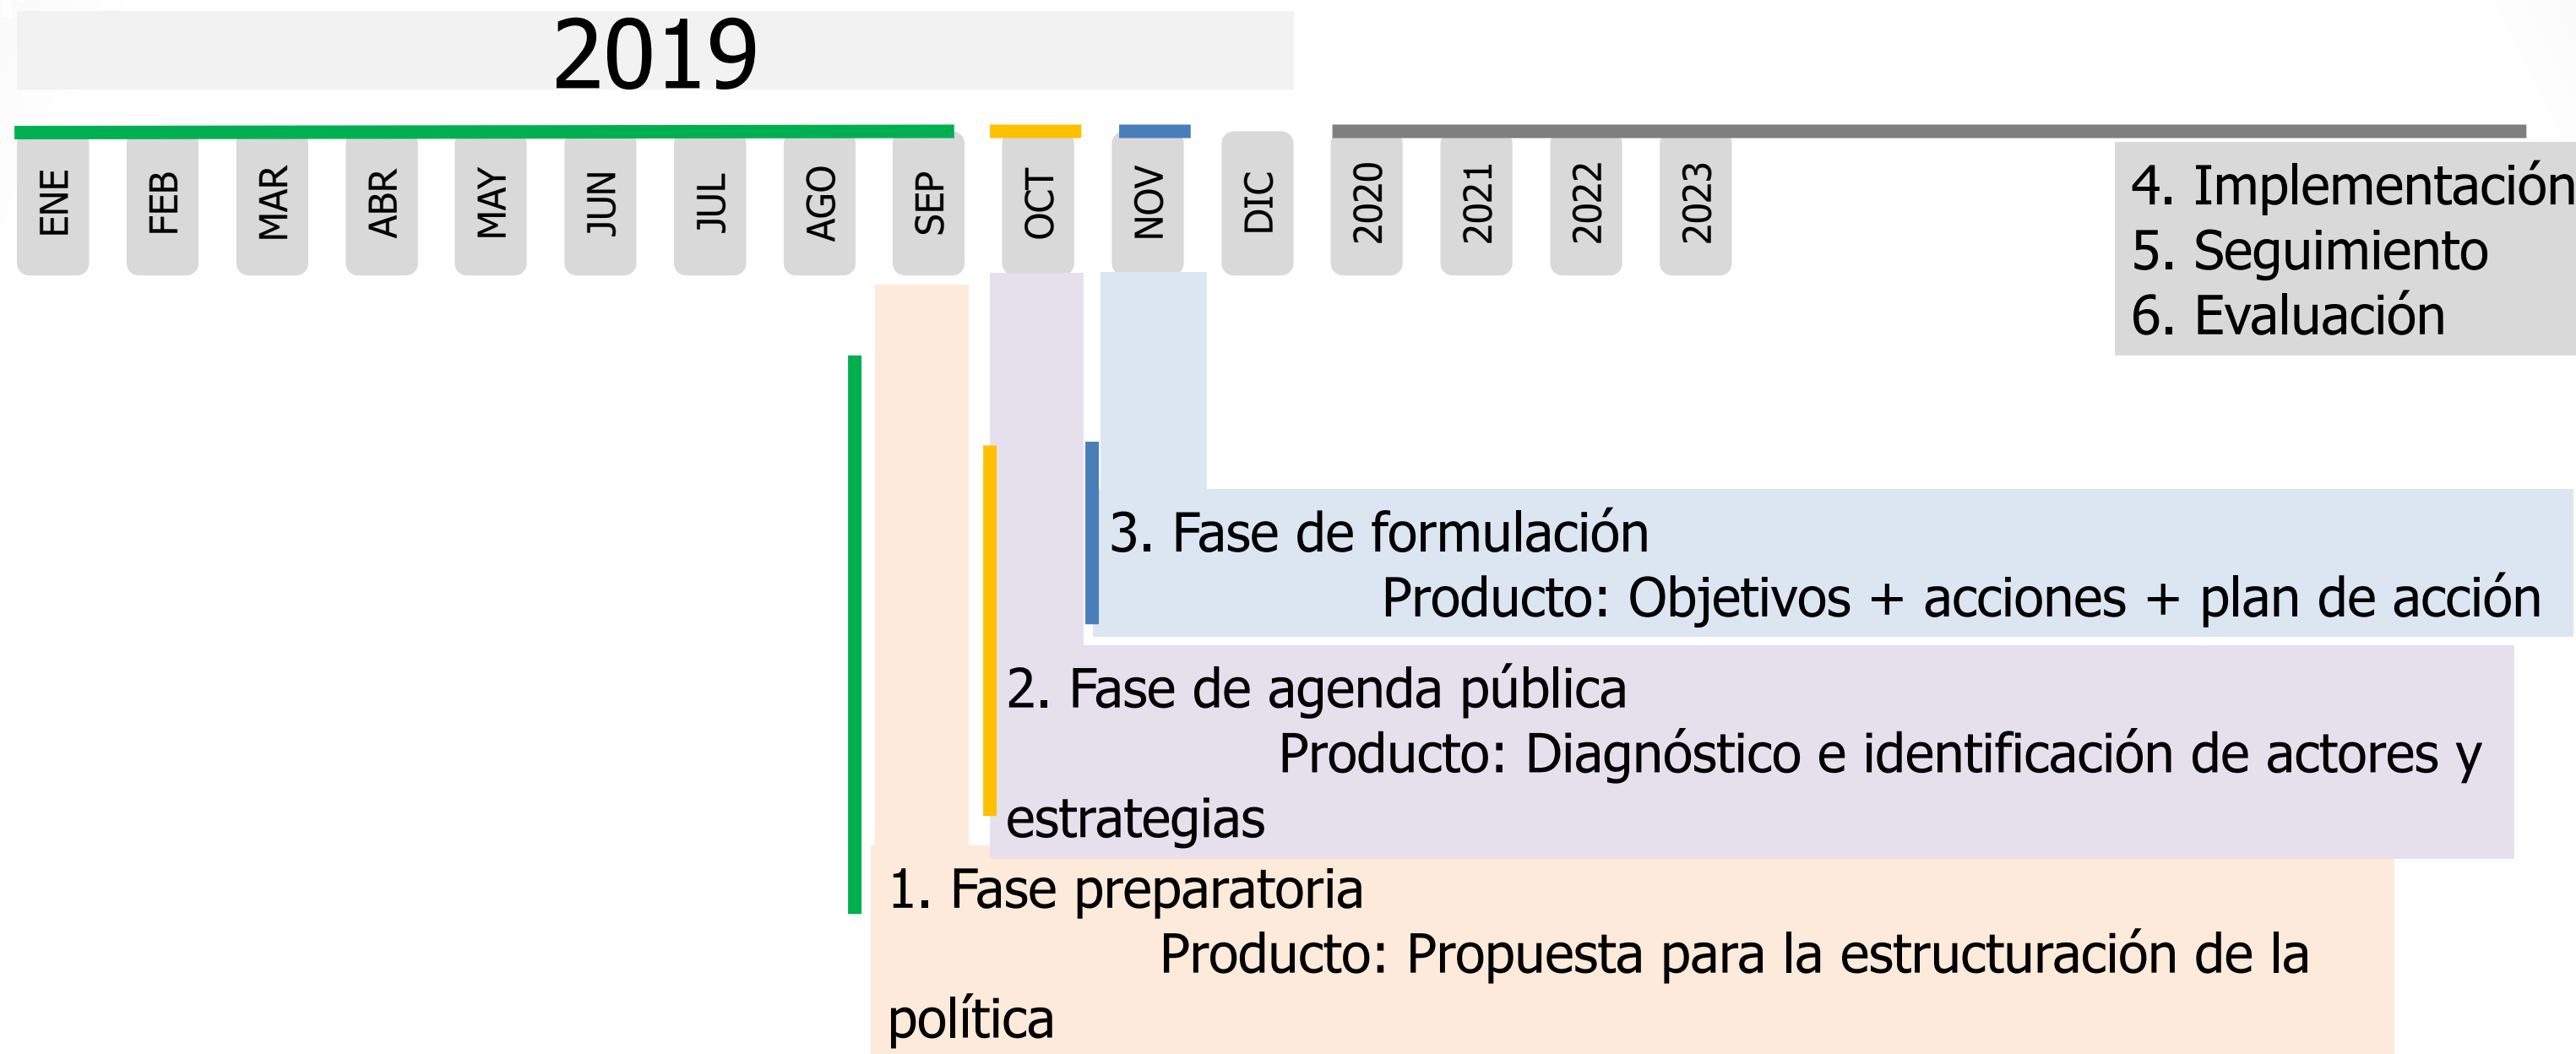 2019
ENE
FEB
MAR
ABR
MAY
JUN
JUL
AGO
SEP
OCT
NOV
DIC
2020
2021
2022
2023
4. Implementación
5. Seguimiento
6. Evaluación
3. Fase de formulación
Producto: Objetivos + acciones + plan de acción
2. Fase de agenda pública
Producto: Diagnóstico e identificación de actores y
estrategias
1. Fase preparatoria
Producto: Propuesta para la estructuración de la
política